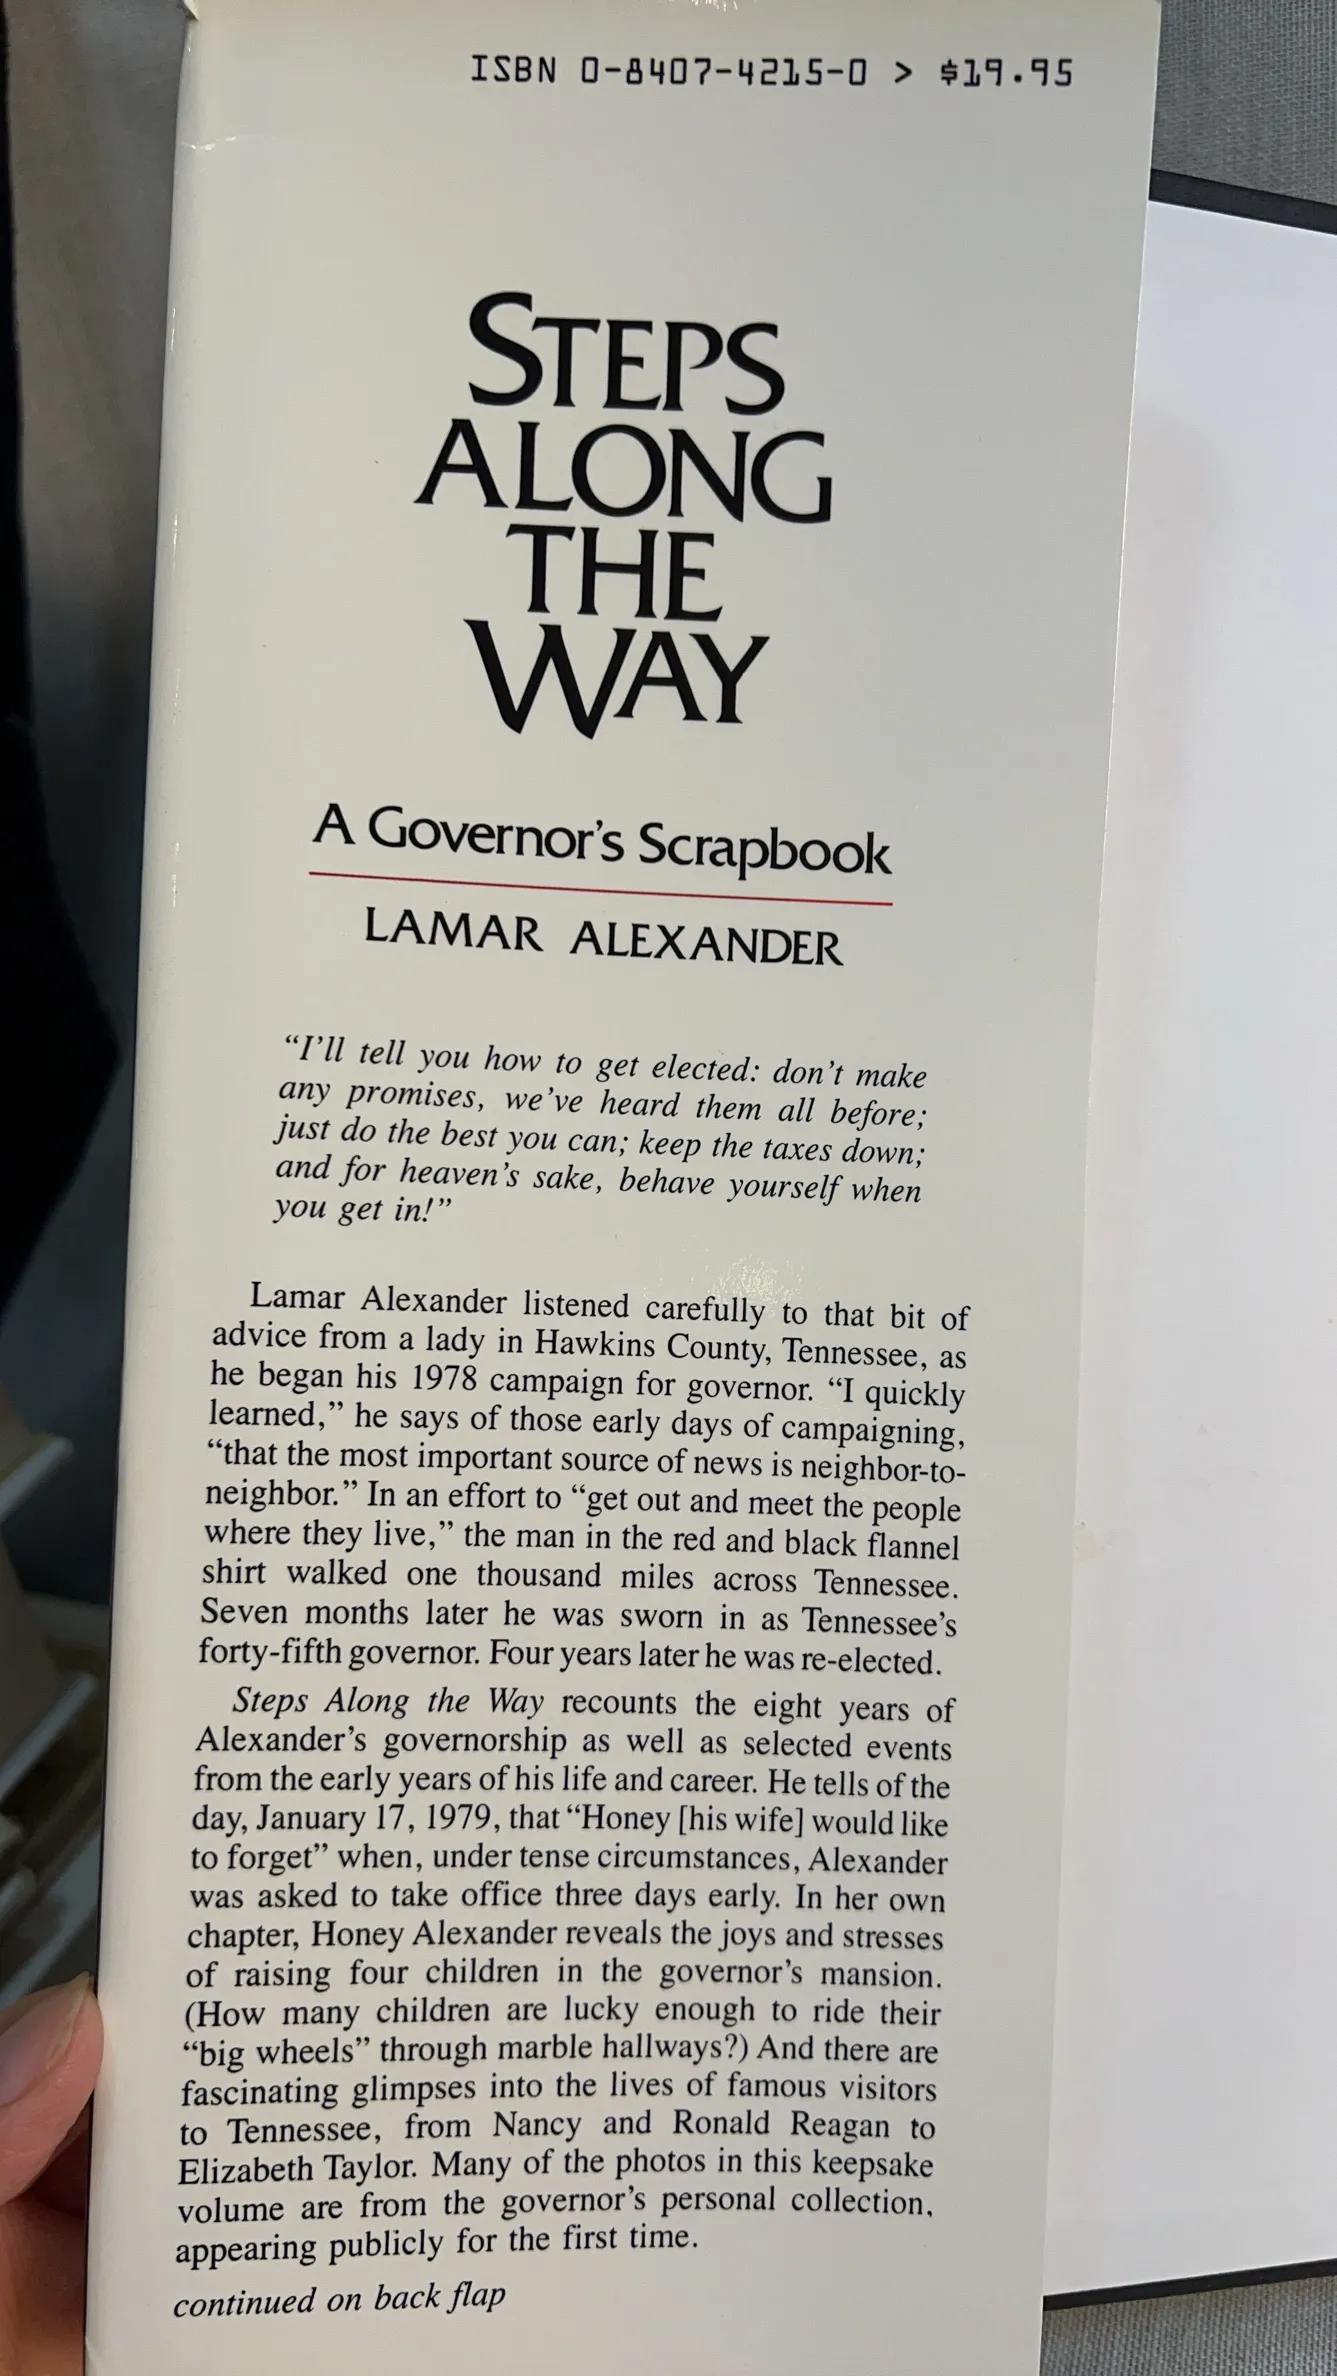 ISBN 0-8407-4215-0 > $19.95
STEPS
ALONG
THE
WAY
A Governor's Scrapbook
LAMAR ALEXANDER
“I'll tell you how to get elected: don't make
any promises, we've heard them all before;
just do the best you can; keep the taxes down;
and for heaven's sake, behave yourself when
you get in!”
Lamar Alexander listened carefully to that bit of
advice from a lady in Hawkins County, Tennessee, as
he began his 1978 campaign for governor. “I quickly
learned,” he says of those early days of campaigning,
“that the most important source of news is neighbor-to-
neighbor.” In an effort to “get out and meet the people
where they live,” the man in the red and black flannel
shirt walked one thousand miles across Tennessee.
Seven months later he was sworn in as Tennessee's
forty-fifth governor. Four years later he was re-elected.
Steps Along the Way recounts the eight years of
Alexander's governorship as well as selected events
from the early years of his life and career. He tells of the
day, January 17, 1979, that “Honey [his wife] would like
to forget” when, under tense circumstances, Alexander
was asked to take office three days early. In her own
chapter, Honey Alexander reveals the joys and stresses
of raising four children in the governor's mansion.
(How many children are lucky enough to ride their
“big wheels” through marble hallways?) And there are
fascinating glimpses into the lives of famous visitors
to Tennessee, from Nancy and Ronald Reagan to
Elizabeth Taylor. Many of the photos in this keepsake
volume are from the governor's personal collection,
appearing publicly for the first time.
continued on back flap